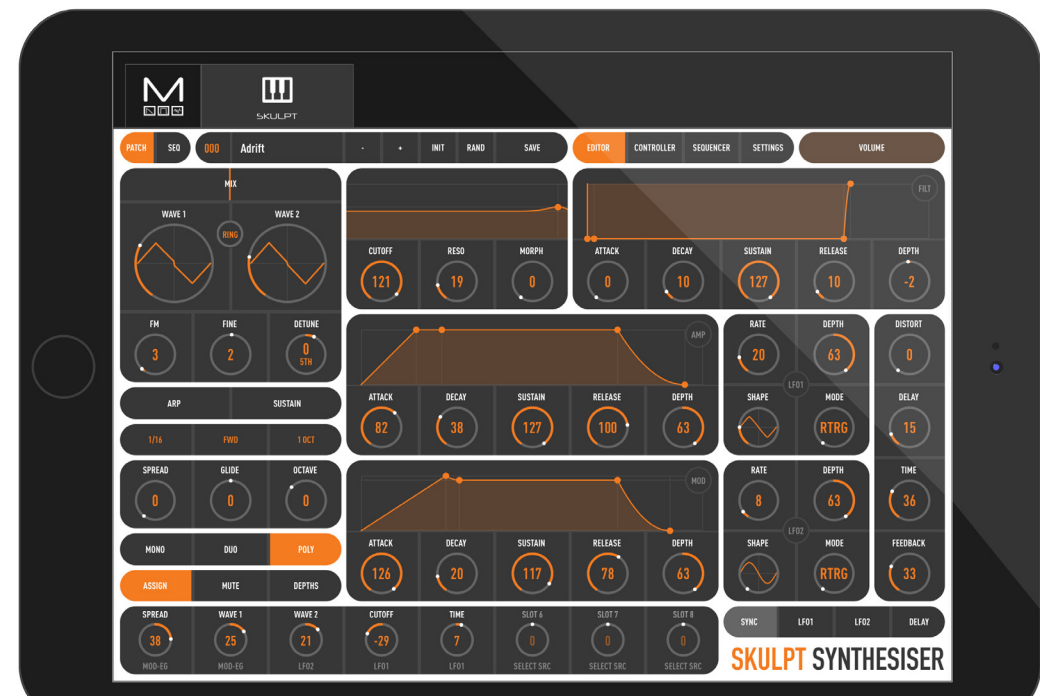 M
SKULPT
PATCH SEQ 000 Adrift - + INIT RAND SAVE EDITOR CONTROLLER SEQUENCER SETTINGS VOLUME
MIX
WAVE 1 WAVE 2
RING
FM FINE DETUNE
3 2 0
5TH
CUTOFF RESO MORPH
121 19 0
FILT
ATTACK DECAY SUSTAIN RELEASE DEPTH
0 10 127 10 -2
ARP SUSTAIN
1/16 FWD 1 OCT
SPREAD GLIDE OCTAVE
0 0 0
MONO DUO POLY
ASSIGN MUTE DEPTHS
AMP
ATTACK DECAY SUSTAIN RELEASE DEPTH
82 38 127 100 63
MOD
ATTACK DECAY SUSTAIN RELEASE DEPTH
126 20 117 78 63
RATE DEPTH
20 63
LFO1
SHAPE MODE
RTRG
RATE DEPTH
8 63
LFO2
SHAPE MODE
RTRG
DISTORT
0
DELAY
15
TIME
36
FEEDBACK
33
SPREAD WAVE 1 WAVE 2 CUTOFF TIME SLOT 6 SLOT 7 SLOT 8
38 25 21 -29 7 0 0 0
MOD-EG MOD-EG LFO2 LFO1 LFO1 SELECT SRC SELECT SRC SELECT SRC
SYNC LFO1 LFO2 DELAY
SKULPT SYNTHESISER